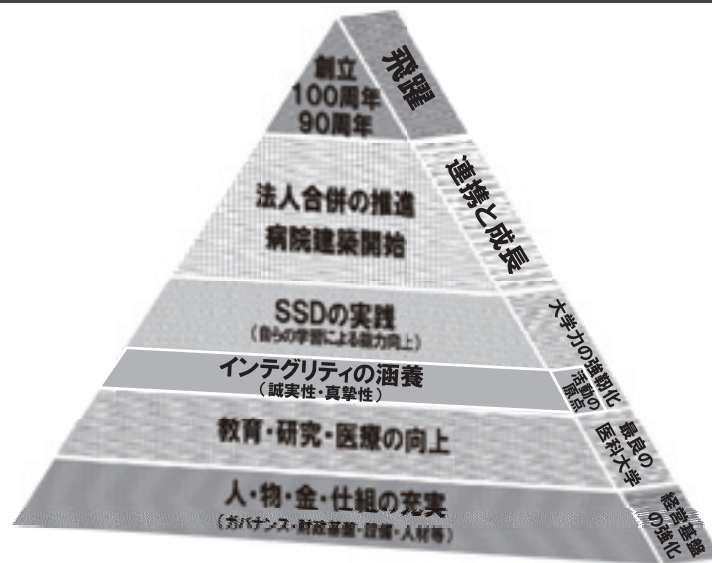 創立
100周年
90周年
飛躍
法人合併の推進
病院建築開始
連携と成長
SSDの実践
(自らの学習による能力向上)
大学力の強靭化
インテグリティの涵養
(誠実性・真摯性)
活動の
原点
教育・研究・医療の向上
最良の
医科大学
人・物・金・仕組の充実
(ガバナンス・財政基盤・設備・人材等)
経営基盤
の強化